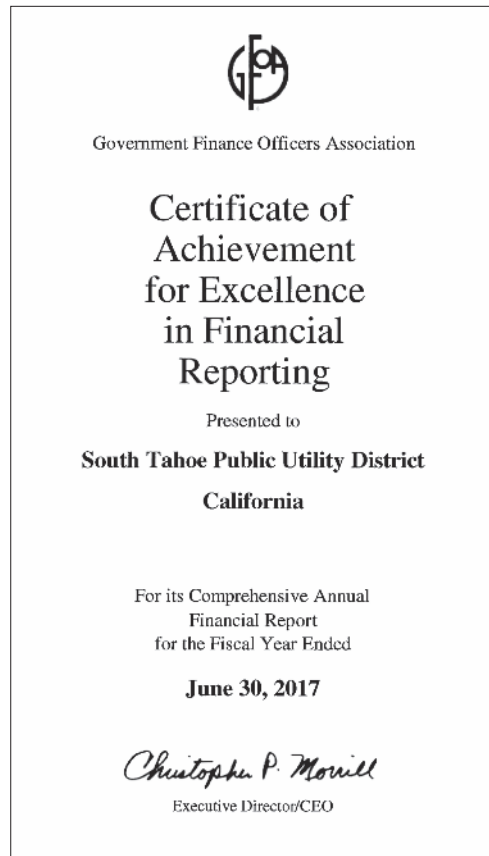 GFOA
Government Finance Officers Association
Certificate of
Achievement
for Excellence
in Financial
Reporting
Presented to
South Tahoe Public Utility District
California
For its Comprehensive Annual
Financial Report
for the Fiscal Year Ended
June 30, 2017
Christopher P. Morrill
Executive Director/CEO